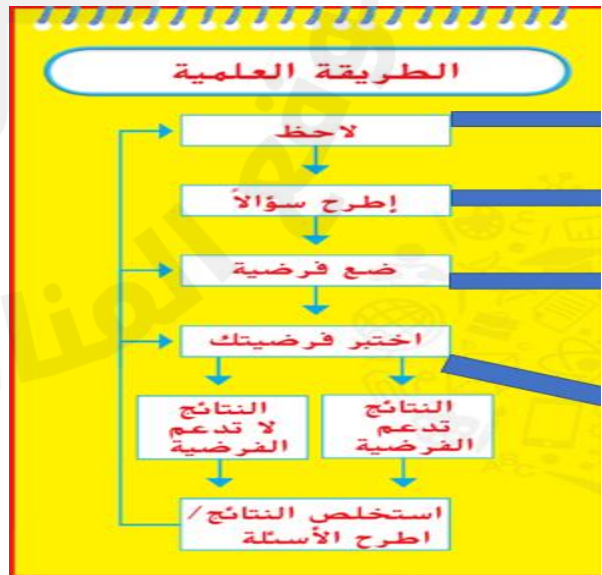 الطريقة العلمية
لاحظ
إطرح سؤالاً
ضع فرضية
اختبر فرضيتك
النتائج
تدعم
الفرضية
النتائج
لا تدعم
الفرضية
استخلص النتائج/
اطرح الأسئلة